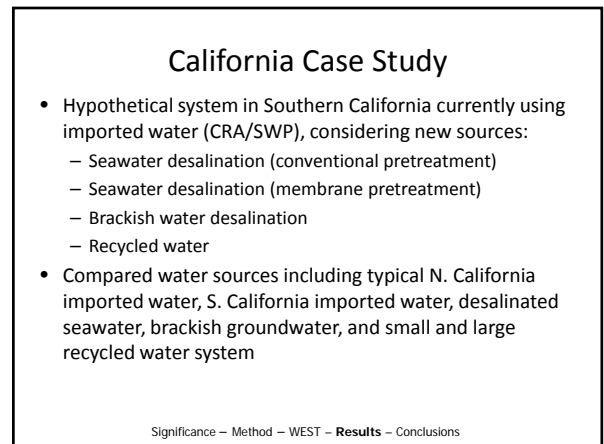 California Case Study
• Hypothetical system in Southern California currently using
imported water (CRA/SWP), considering new sources:
– Seawater desalination (conventional pretreatment)
– Seawater desalination (membrane pretreatment)
– Brackish water desalination
– Recycled water
• Compared water sources including typical N. California
imported water, S. California imported water, desalinated
seawater, brackish groundwater, and small and large
recycled water system
Significance – Method – WEST – Results – Conclusions